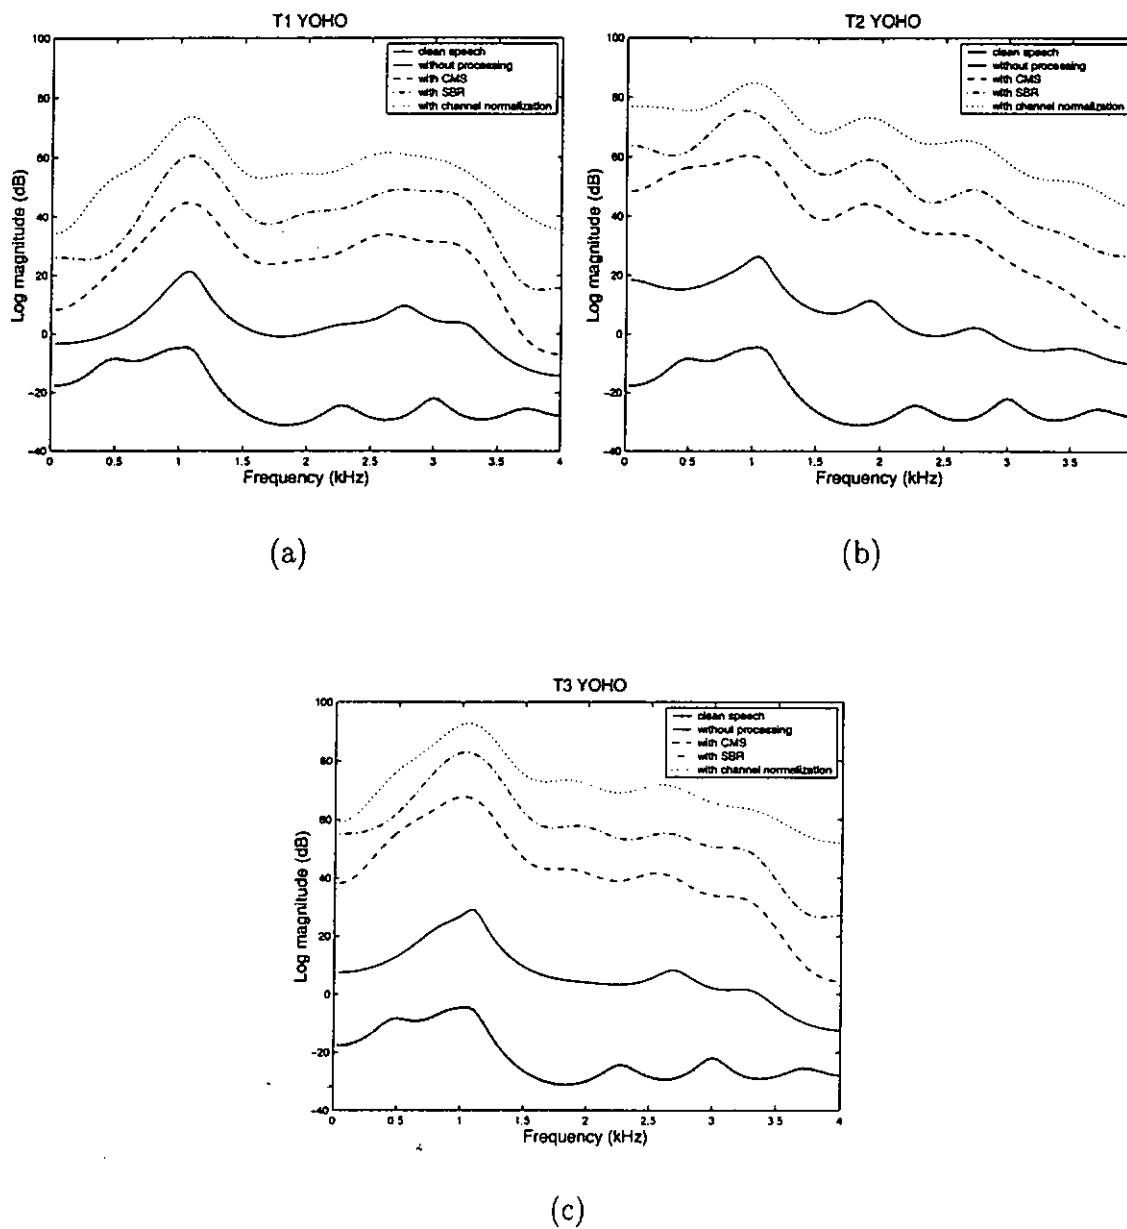 T1 YOHO
100
80
60
40
20
0
-20
-40
Log magnitude (dB)
clean speech
without processing
with CMS
with SBR
with channel normalization
0 0.5 1 1.5 2 2.5 3 3.5 4
Frequency (kHz)
(a)
T2 YOHO
100
80
60
40
20
0
-20
-40
Log magnitude (dB)
clean speech
without processing
with CMS
with SBR
with channel normalization
0 0.5 1 1.5 2 2.5 3 3 5
Frequency (kHz)
(b)
T3 YOHO
100
80
60
40
20
0
-20
-40
Log magnitude (dB)
clean speech
without processing
with CMS
with SBR
with channel normalization
0 0 5 1 1.5 2 2.5 3 3 5 4
Frequency (kHz)
(c)